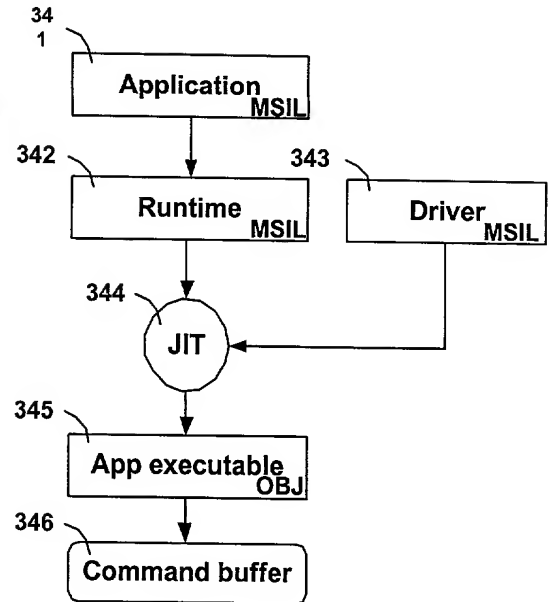 34
1
Application
MSIL
342
343
Runtime
MSIL
Driver
MSIL
344
JIT
345
App executable
OBJ
346
Command buffer